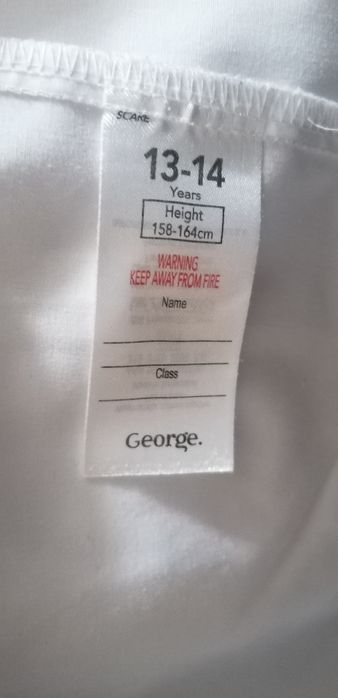 13-14
Years
Height
158-164cm
WARNING
KEEP AWAY FROM FIRE
Name
Class
George.